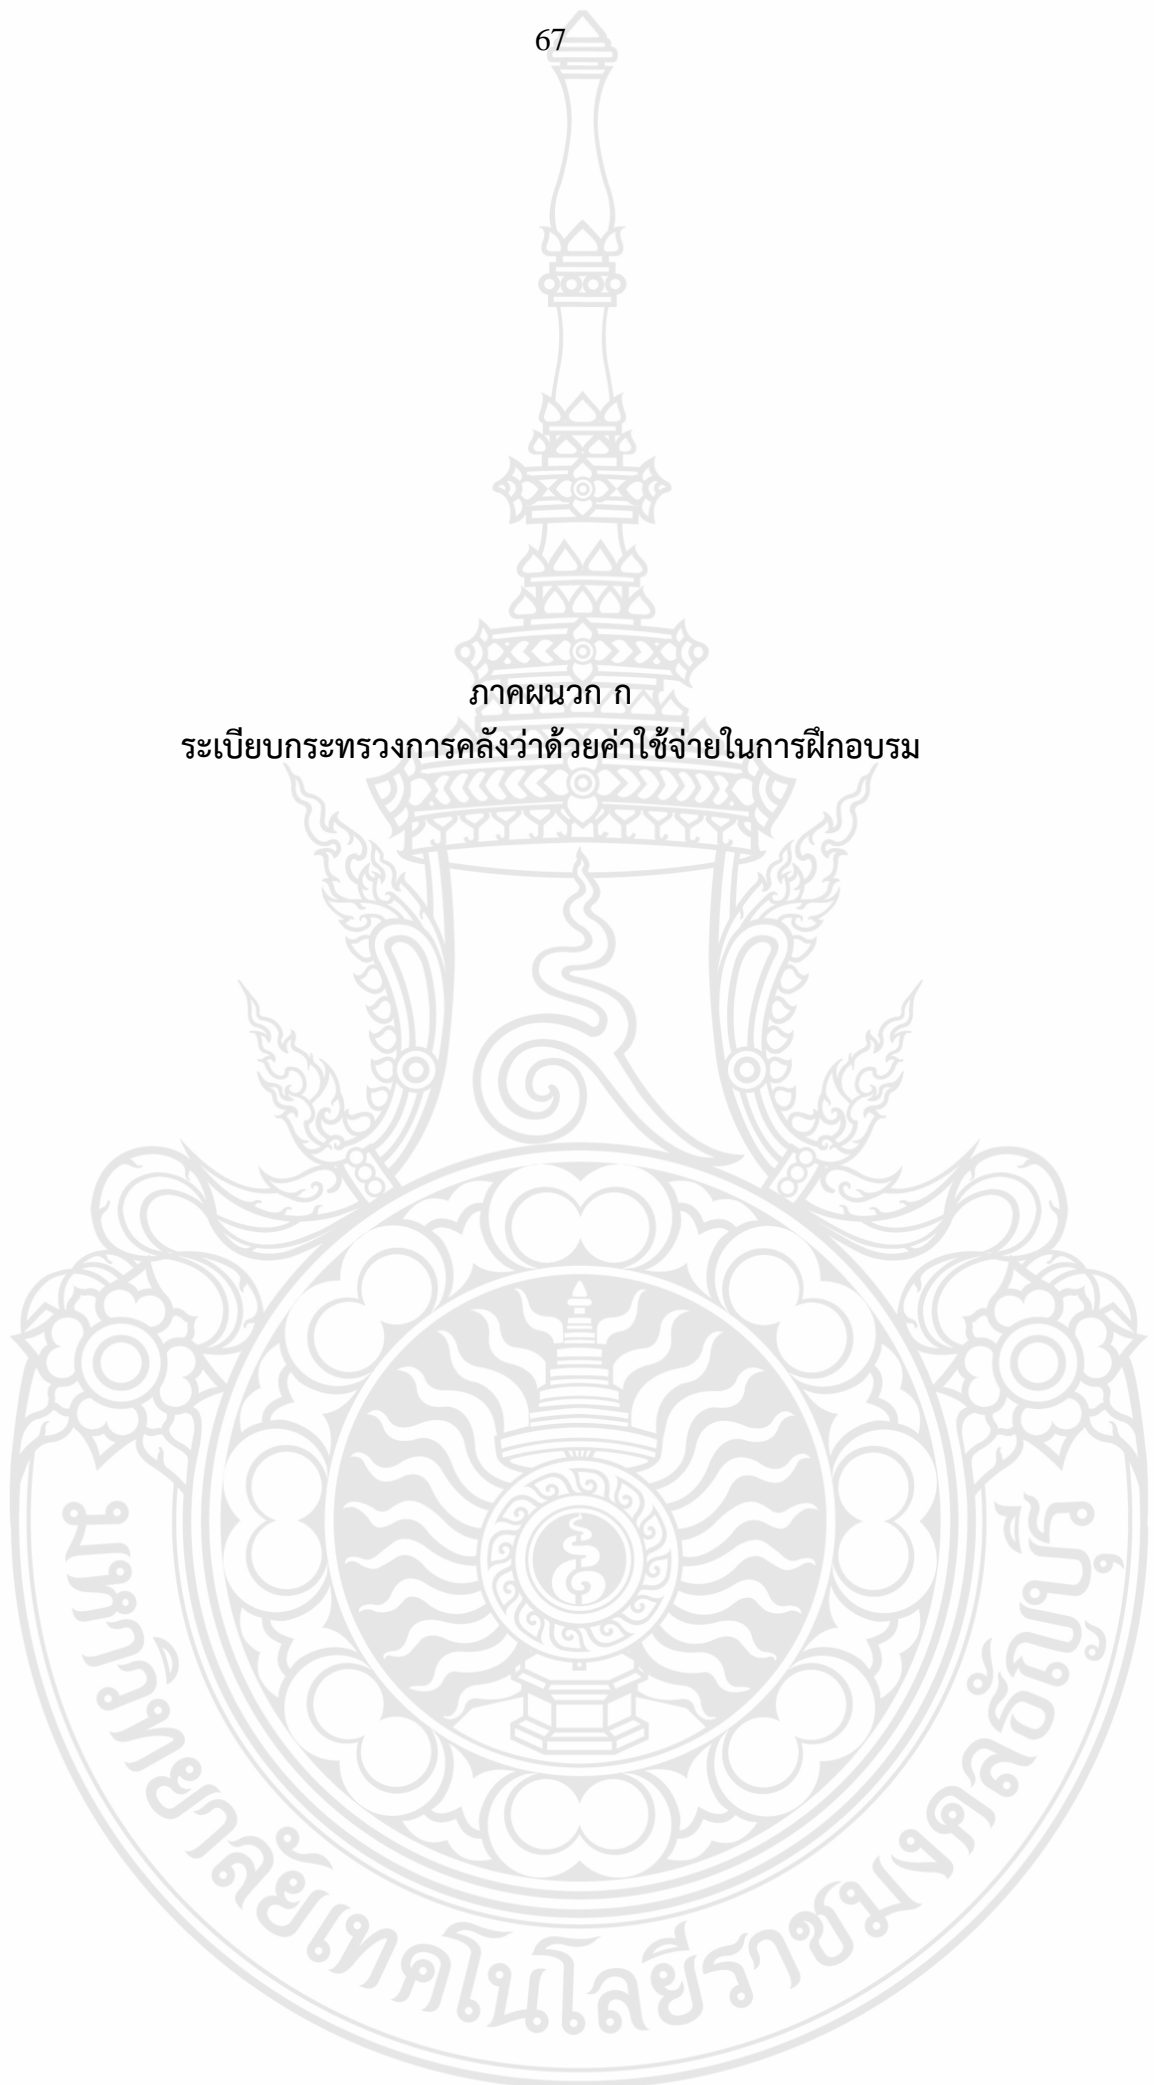 67
ภาคผนวก ก
ระเบียบกระทรวงการคลังว่าด้วยค่าใช้จ่ายในการฝึกอบรม
มหาวิทยาลัยเทคโนโลยีราชมงคลธัญบุรี